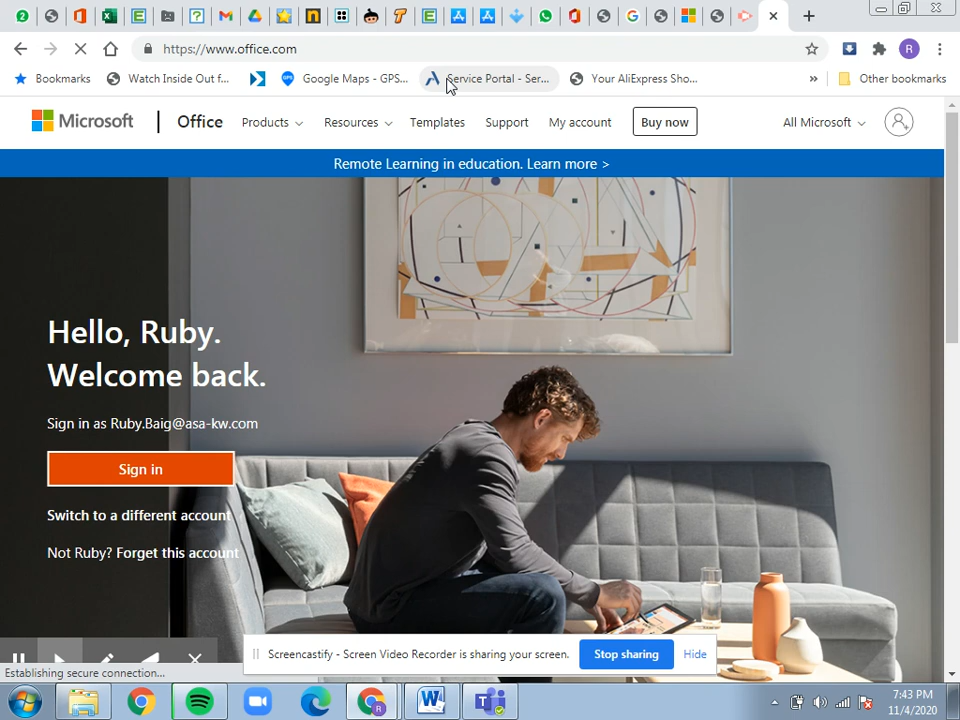 https://www.office.com
R
Bookmarks
Watch Inside Out f...
Google Maps - GPS...
Service Portal - Ser...
Your AliExpress Sho...
»
Other bookmarks
Microsoft
Office
Products
Resources
Templates
Support
My account
Buy now
All Microsoft
Remote Learning in education. Learn more >
Hello, Ruby.
Welcome back.
Sign in as Ruby.Baig@asa-kw.com
Sign in
Switch to a different account
Not Ruby? Forget this account
Screencastify - Screen Video Recorder is sharing your screen.
Stop sharing
Hide
Establishing secure connection...
7:43 PM
11/4/2020